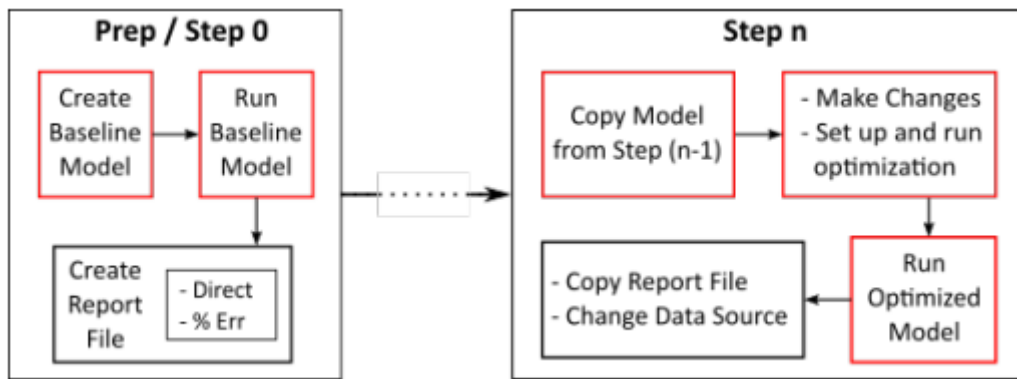 Prep / Step 0
Create
Baseline
Model
Run
Baseline
Model
Create
Report
File
- Direct
- % Err
Step n
Copy Model
from Step (n-1)
- Make Changes
- Set up and run
optimization
Run
Optimized
Model
- Copy Report File
- Change Data Source